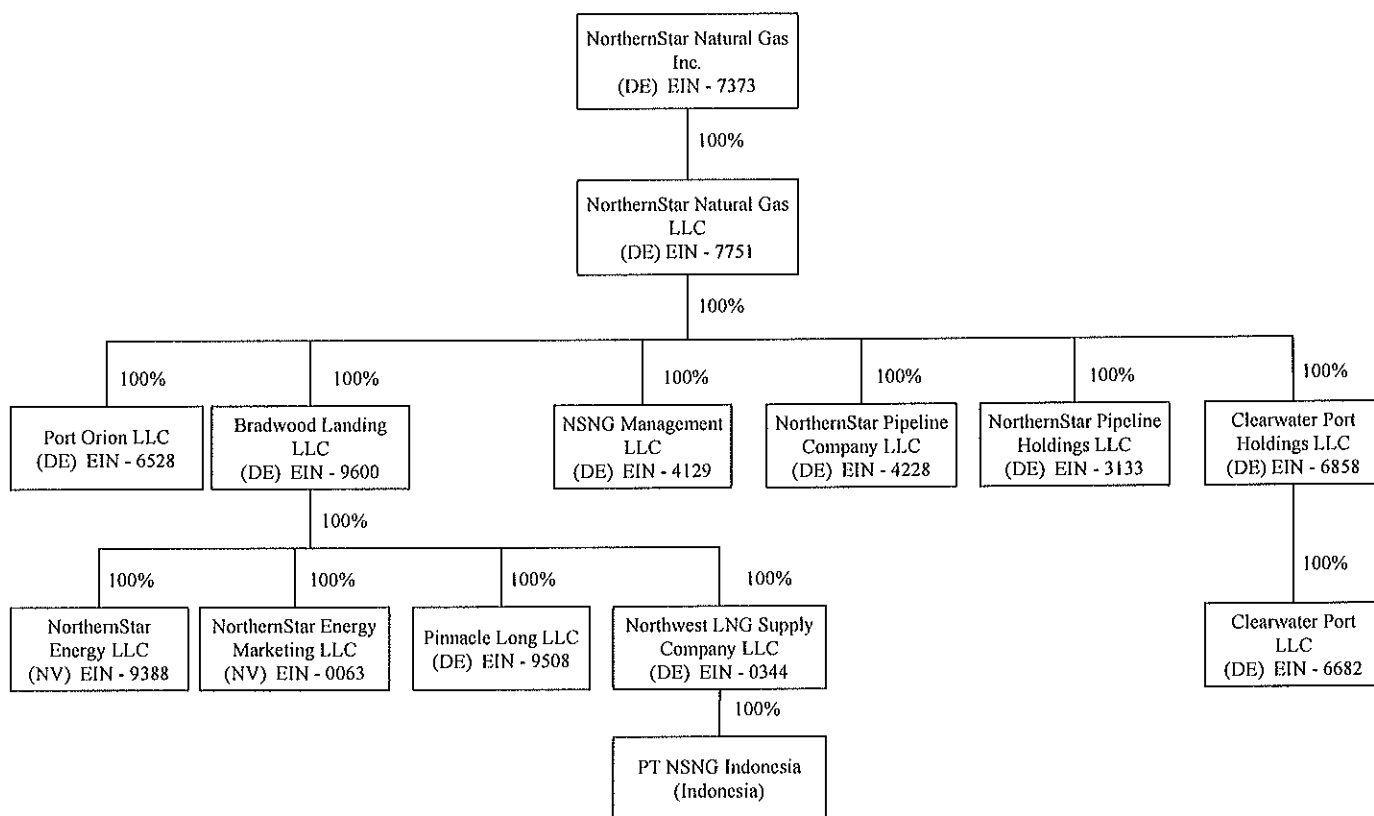 NorthernStar Natural Gas
Inc.
(DE) EIN - 7373
100%
NorthernStar Natural Gas
LLC
(DE) EIN - 7751
100%
100%
100%
100%
100%
100%
100%
Port Orion LLC
(DE) EIN - 6528
Bradwood Landing
LLC
(DE) EIN - 9600
NSNG Management
LLC
(DE) EIN - 4129
NorthernStar Pipeline
Company LLC
(DE) EIN - 4228
NorthernStar Pipeline
Holdings LLC
(DE) EIN - 3133
Clearwater Port
Holdings LLC
(DE) EIN - 6858
100%
100%
100%
100%
100%
100%
NorthernStar
Energy LLC
(NV) EIN - 9388
NorthernStar Energy
Marketing LLC
(NV) EIN - 0063
Pinnacle Long LLC
(DE) EIN - 9508
Northwest LNG Supply
Company LLC
(DE) EIN - 0344
Clearwater Port
LLC
(DE) EIN - 6682
100%
PT NSNG Indonesia
(Indonesia)